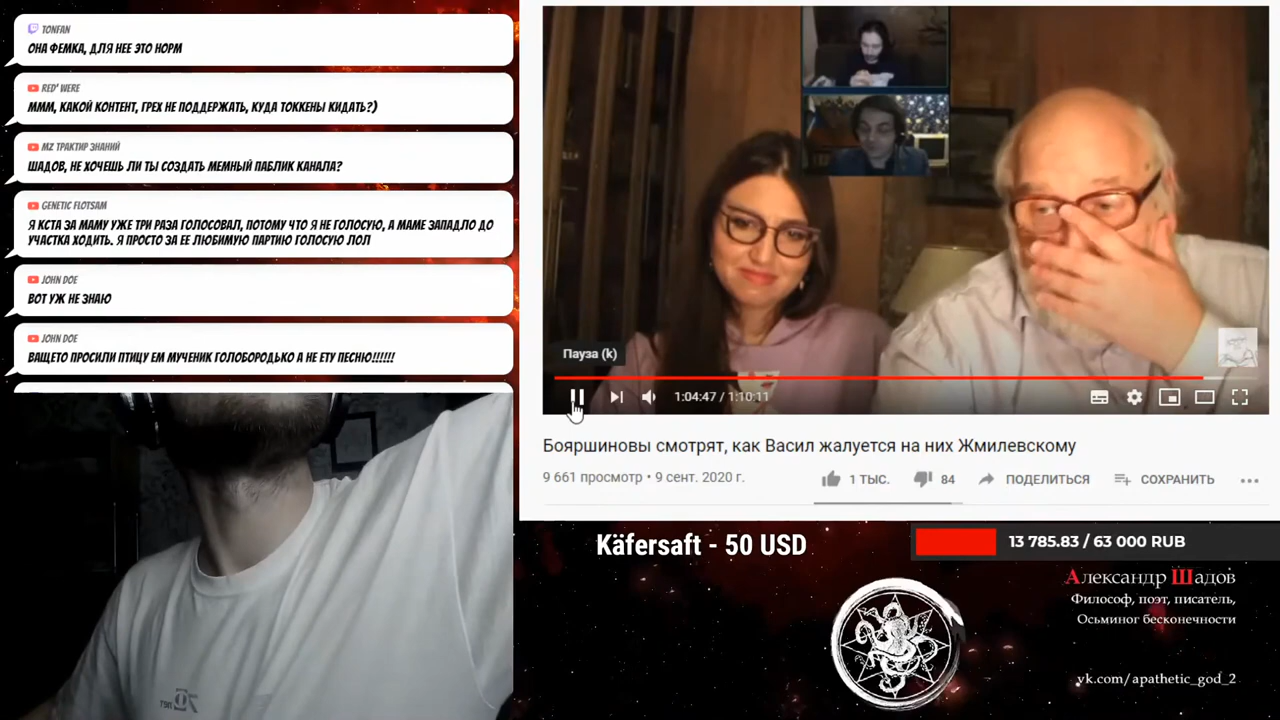 TONFAN
ОНА ФЕМКА, ДЛЯ НЕЕ ЭТО НОРМ
RED' WERE
МММ, КАКОЙ КОНТЕНТ, ГРЕХ НЕ ПОДДЕРЖАТЬ, КУДА ТОККЕНЫ КИДАТЬ?)
MZ ТРАКТИР ЗНАНИЙ
ШАДОВ, НЕ ХОЧЕШЬ ЛИ ТЫ СОЗДАТЬ МЕМНЫЙ ПАБЛИК КАНАЛА?
GENETIC FLOTSAM
Я КСТА ЗА МАМУ УЖЕ ТРИ РАЗА ГОЛОСОВАЛ, ПОТОМУ ЧТО Я НЕ ГОЛОСУЮ, А МАМЕ ЗАПАДЛО ДО
УЧАСТКА ХОДИТЬ. Я ПРОСТО ЗА ЕЕ ЛЮБИМУЮ ПАРТИЮ ГОЛОСУЮ ЛОЛ
JOHN DOE
ВОТ УЖ НЕ ЗНАЮ
JOHN DOE
ВАЩЕТО ПРОСИЛИ ПТИЦУ ЕМ МУЧЕНИК ГОЛОБОРОДЬКО А НЕ ЕТУ ПЕСНЮ!!!!!!
Пауза (k)
1:04:47 / 1:10:11
Бояршиновы смотрят, как Васил жалуется на них Жмилевскому
9 661 просмотр • 9 сент. 2020 г.
1 ТЫС.
84
ПОДЕЛИТЬСЯ
СОХРАНИТЬ
Käfersaft - 50 USD
13 785.83 / 63 000 RUB
Александр Шадов
Философ, поэт, писатель,
Осьминог бесконечности
vk.com/apathetic_god_2